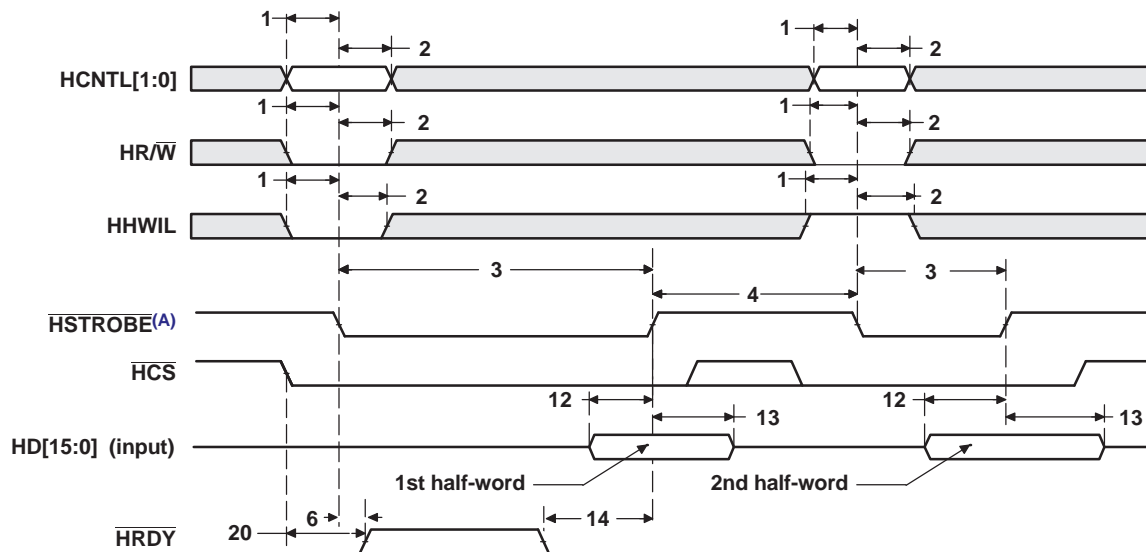 1
2
1
2
HCNTL[1:0]
1
2
1
2
HR/W
1
2
1
2
HHWIL
3
3
4
HSTROBE(A)
HCS
12
13
12
13
HD[15:0] (input)
1st half-word
2nd half-word
6
20
14
HRDY